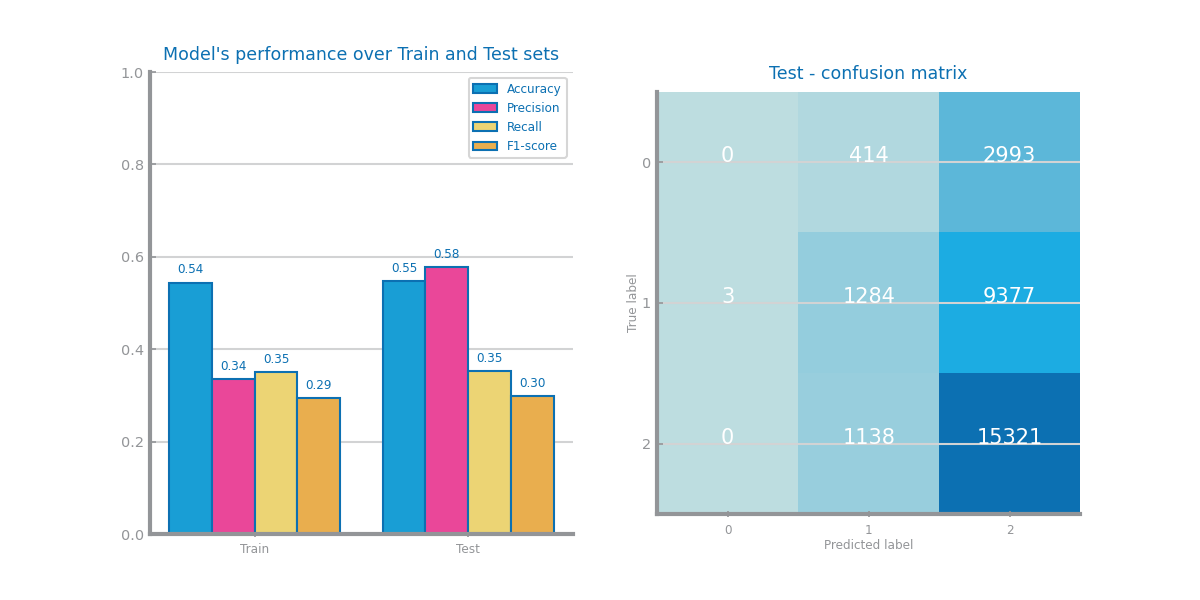 Model's performance over Train and Test sets
1.0
0.8
0.6
0.4
0.2
0.0
Accuracy
Precision
Recall
F1-score
0.54
0.34
0.35
0.29
0.55
0.58
0.35
0.30
Train
Test
Test - confusion matrix
True label
0
1
2
0 414 2993
3 1284 9377
0 1138 15321
0 1 2
Predicted label